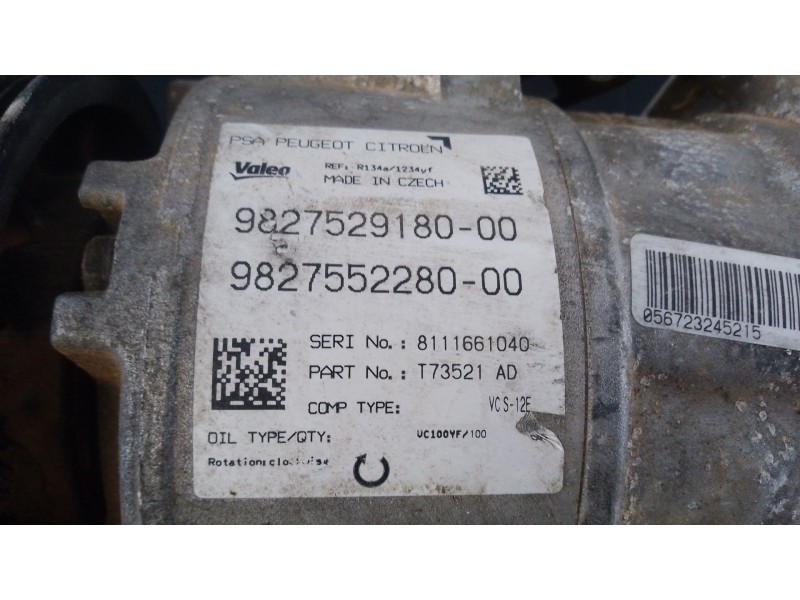 PSA PEUGEOT CITROËN
Valeo
REF: R134a/1234yf
MADE IN CZECH
9827529180-00
9827552280-00
SERI No.: 8111661040
PART No.: T73521 AD
COMP TYPE: VCS-12E
OIL TYPE/QTY: VC100YF/100
Rotation:clockwise
056723245215